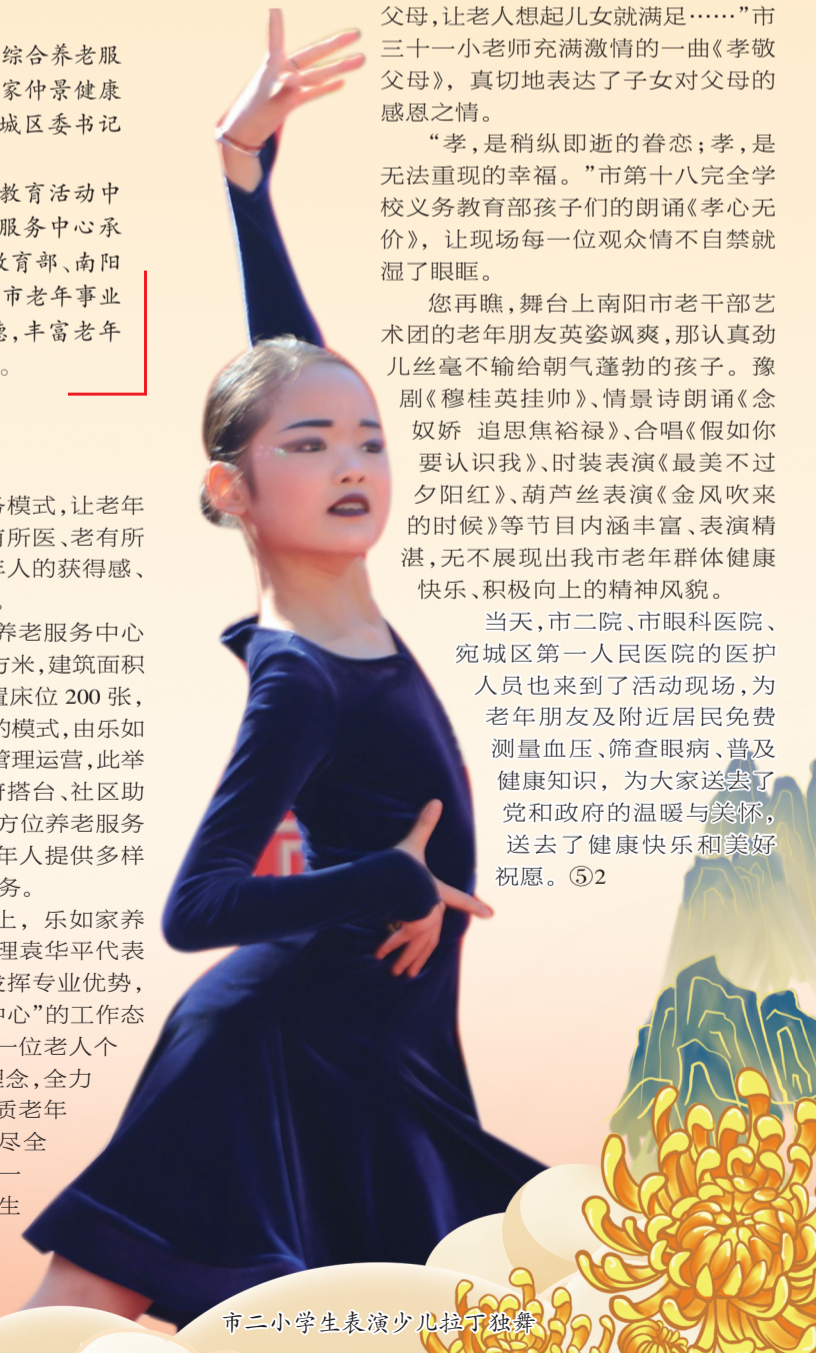 综合养老服
家仲景健康
城区委书记
教育活动中
服务中心承
教育部、南阳
市老年事业
德,丰富老年
。
务模式,让老年
有所医、老有所
年人的获得感、
。
养老服务中心
方米,建筑面积
置床位 200 张,
的模式,由乐如
管理运营,此举
府搭台、社区助
方位养老服务
年人提供多样
务。
上，乐如家养
理袁华平代表
发挥专业优势,
中心”的工作态
一位老人个
理念,全力
质老年
尽全
一
生
父母,让老人想起儿女就满足……”市
三十一小老师充满激情的一曲《孝敬
父母》，真切地表达了子女对父母的
感恩之情。
“孝,是稍纵即逝的眷恋;孝,是
无法重现的幸福。”市第十八完全学
校义务教育部孩子们的朗诵《孝心无
价》，让现场每一位观众情不自禁就
湿了眼眶。
您再瞧,舞台上南阳市老干部艺
术团的老年朋友英姿飒爽,那认真劲
儿丝毫不输给朝气蓬勃的孩子。豫
剧《穆桂英挂帅》、情景诗朗诵《念
奴娇 追思焦裕禄》、合唱《假如你
要认识我》、时装表演《最美不过
夕阳红》、葫芦丝表演《金风吹来
的时候》等节目内涵丰富、表演精
湛,无不展现出我市老年群体健康
快乐、积极向上的精神风貌。
当天,市二院、市眼科医院、
宛城区第一人民医院的医护
人员也来到了活动现场,为
老年朋友及附近居民免费
测量血压、筛查眼病、普及
健康知识，为大家送去了
党和政府的温暖与关怀,
送去了健康快乐和美好
祝愿。⑤2
市二小学生表演少儿拉丁独舞